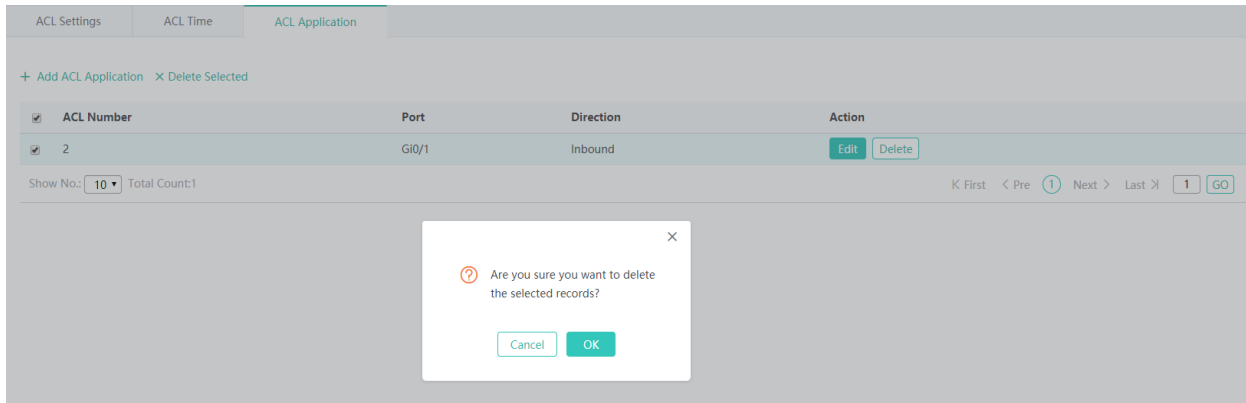 ACL Settings ACL Time ACL Application
+ Add ACL Application × Delete Selected
ACL Number Port Direction Action
2 Gi0/1 Inbound Edit Delete
Show No.: 10 Total Count:1 First < Pre 1 Next > Last 1 GO
Are you sure you want to delete
the selected records?
Cancel OK